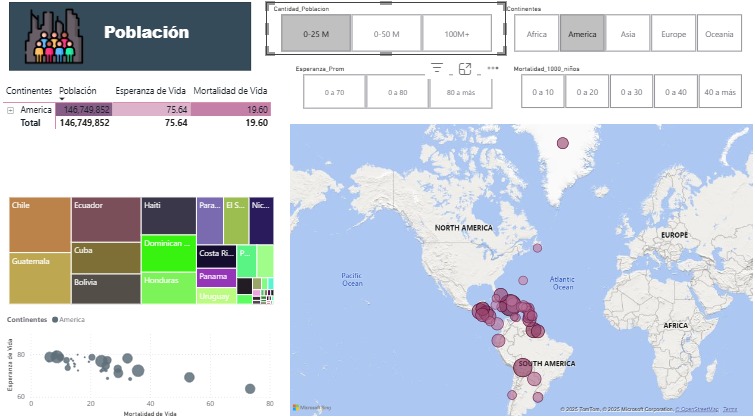 Población
Cantidad_Poblacion
0-25 M
0-50 M
100M+
Continentes
Africa
America
Asia
Europe
Oceania
Esperanza_Prom
0 a 70
0 a 80
80 a más
Mortalidad_1000_niños
0 a 10
0 a 20
0 a 30
0 a 40
40 a más
Continentes Población Esperanza de Vida Mortalidad de Vida
America 146,749,852 75.64 19.60
Total 146,749,852 75.64 19.60
Chile
Guatemala
Ecuador
Cuba
Bolivia
Haiti
Dominican ...
Honduras
Para...
El S...
Nic...
Costa Ri...
Panama
Uruguay
P...
Continentes America
Esperanza de Vida
80
60
0 20 40 60 80
Mortalidad de Vida
NORTH AMERICA
EUROPE
Pacific
Ocean
Atlantic
Ocean
AFRICA
SOUTH AMERICA
Microsoft Bing
© 2025 TomTom, © 2025 Microsoft Corporation, © OpenStreetMap Terms